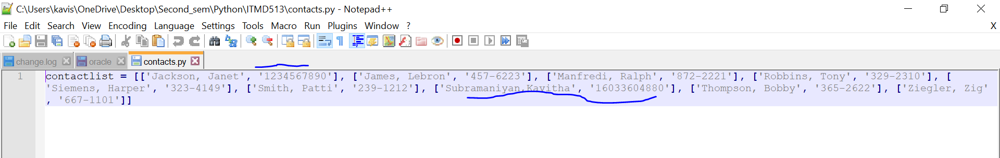 C:\Users\kavis\OneDrive\Desktop\Second_sem\Python\ITMD513\contacts.py - Notepad++
File Edit Search View Encoding Language Settings Tools Macro Run Plugins Window ? X
change.log oracle contacts.py
1 contactlist = [['Jackson, Janet', '1234567890'], ['James, Lebron', '457-6223'], ['Manfredi, Ralph', '872-2221'], ['Robbins, Tony', '329-2310'], [
'Siemens, Harper', '323-4149'], ['Smith, Patti', '239-1212'], ['Subramaniyan,Kavitha', '16033604880'], ['Thompson, Bobby', '365-2622'], ['Ziegler, Zig'
, '667-1101']]